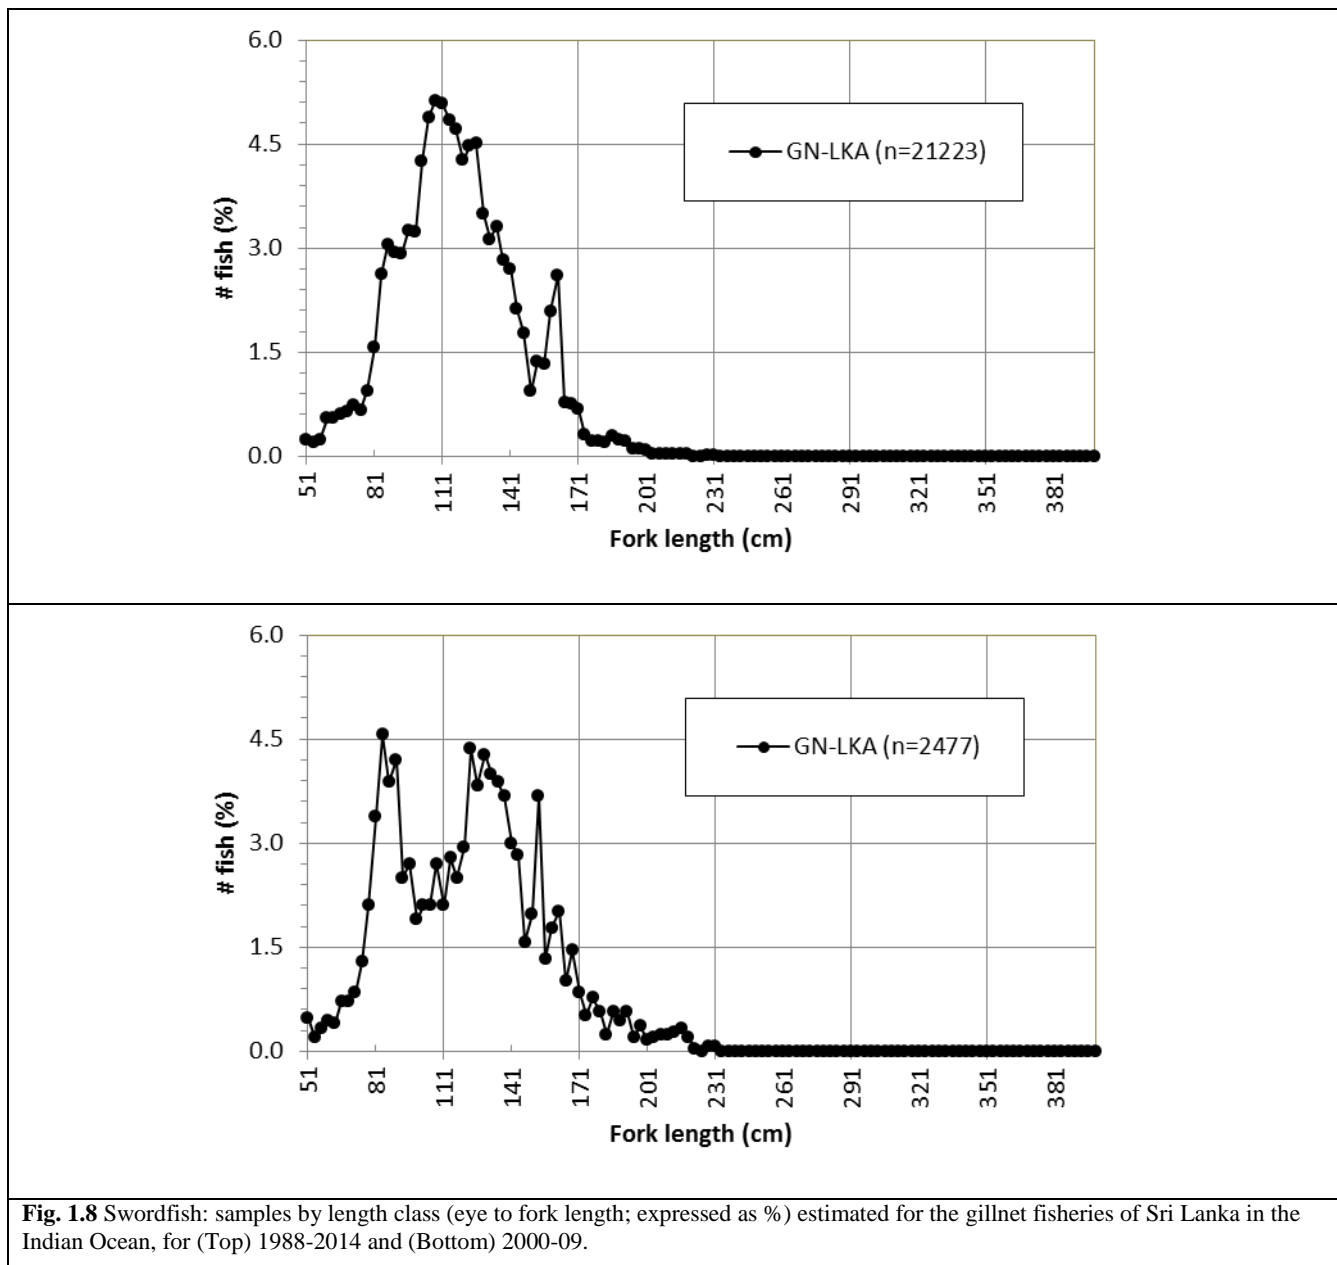 6.0
4.5
3.0
1.5
0.0
# fish (%)
GN-LKA (n=21223)
51 81 111 141 171 201 231 261 291 321 351 381
Fork length (cm)
6.0
4.5
3.0
1.5
0.0
# fish (%)
GN-LKA (n=2477)
51 81 111 141 171 201 231 261 291 321 351 381
Fork length (cm)
Fig. 1.8 Swordfish: samples by length class (eye to fork length; expressed as %) estimated for the gillnet fisheries of Sri Lanka in the
Indian Ocean, for (Top) 1988-2014 and (Bottom) 2000-09.